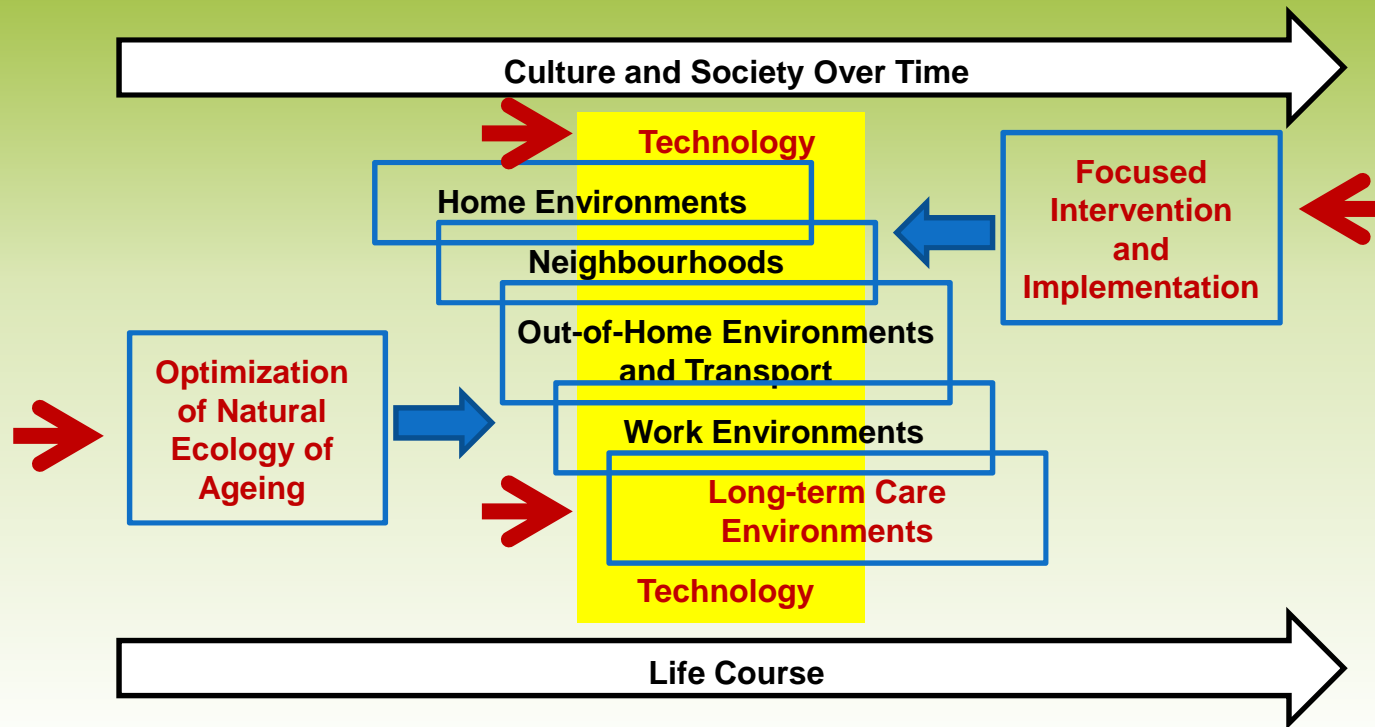 Culture and Society Over Time
Technology
Home Environments
Neighbourhoods
Out-of-Home Environments
and Transport
Work Environments
Long-term Care
Environments
Technology
Focused
Intervention
and
Implementation
Optimization
of Natural
Ecology of
Ageing
Life Course